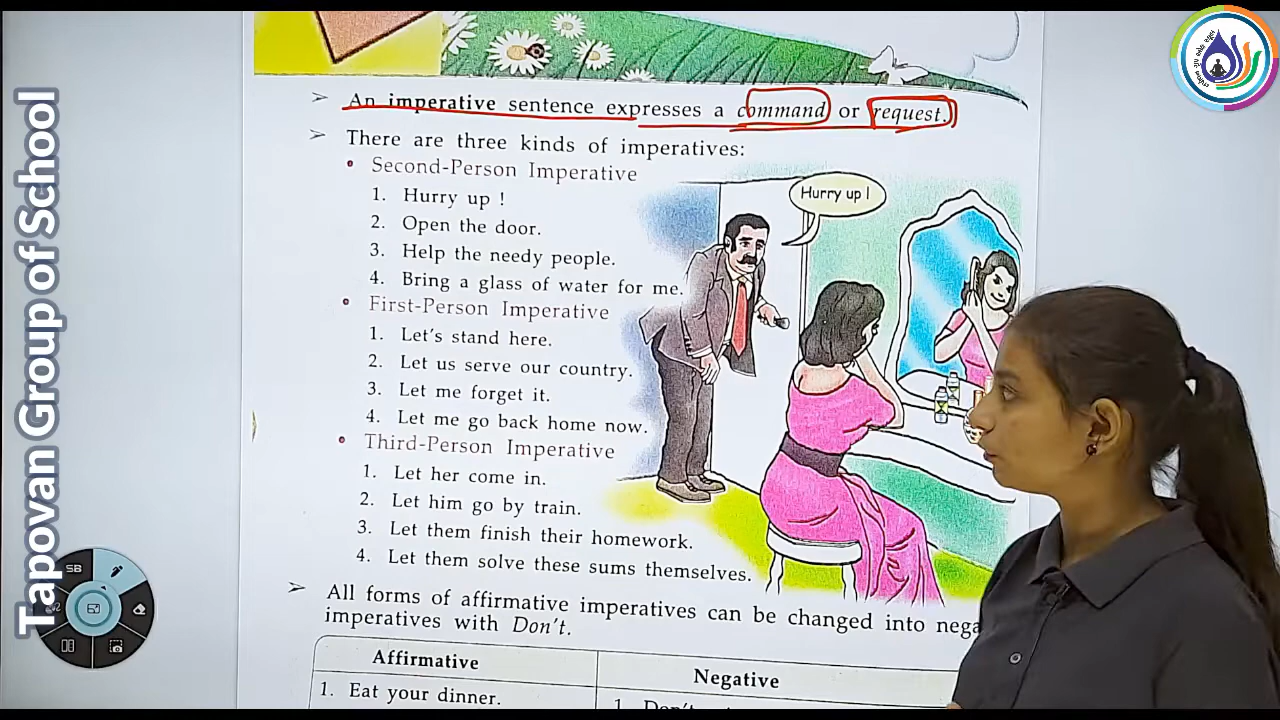 An imperative sentence expresses a command or request.
There are three kinds of imperatives:
Second-Person Imperative
1. Hurry up !
2. Open the door.
3. Help the needy people.
4. Bring a glass of water for me.
First-Person Imperative
1. Let's stand here.
2. Let us serve our country.
3. Let me forget it.
4. Let me go back home now.
Third-Person Imperative
1. Let her come in.
2. Let him go by train.
3. Let them finish their homework.
4. Let them solve these sums themselves.
Hurry up !
All forms of affirmative imperatives can be changed into nega
imperatives with Don't.
Affirmative
Negative
1. Eat your dinner.
1. Don't
Tapovan Group of School
SB